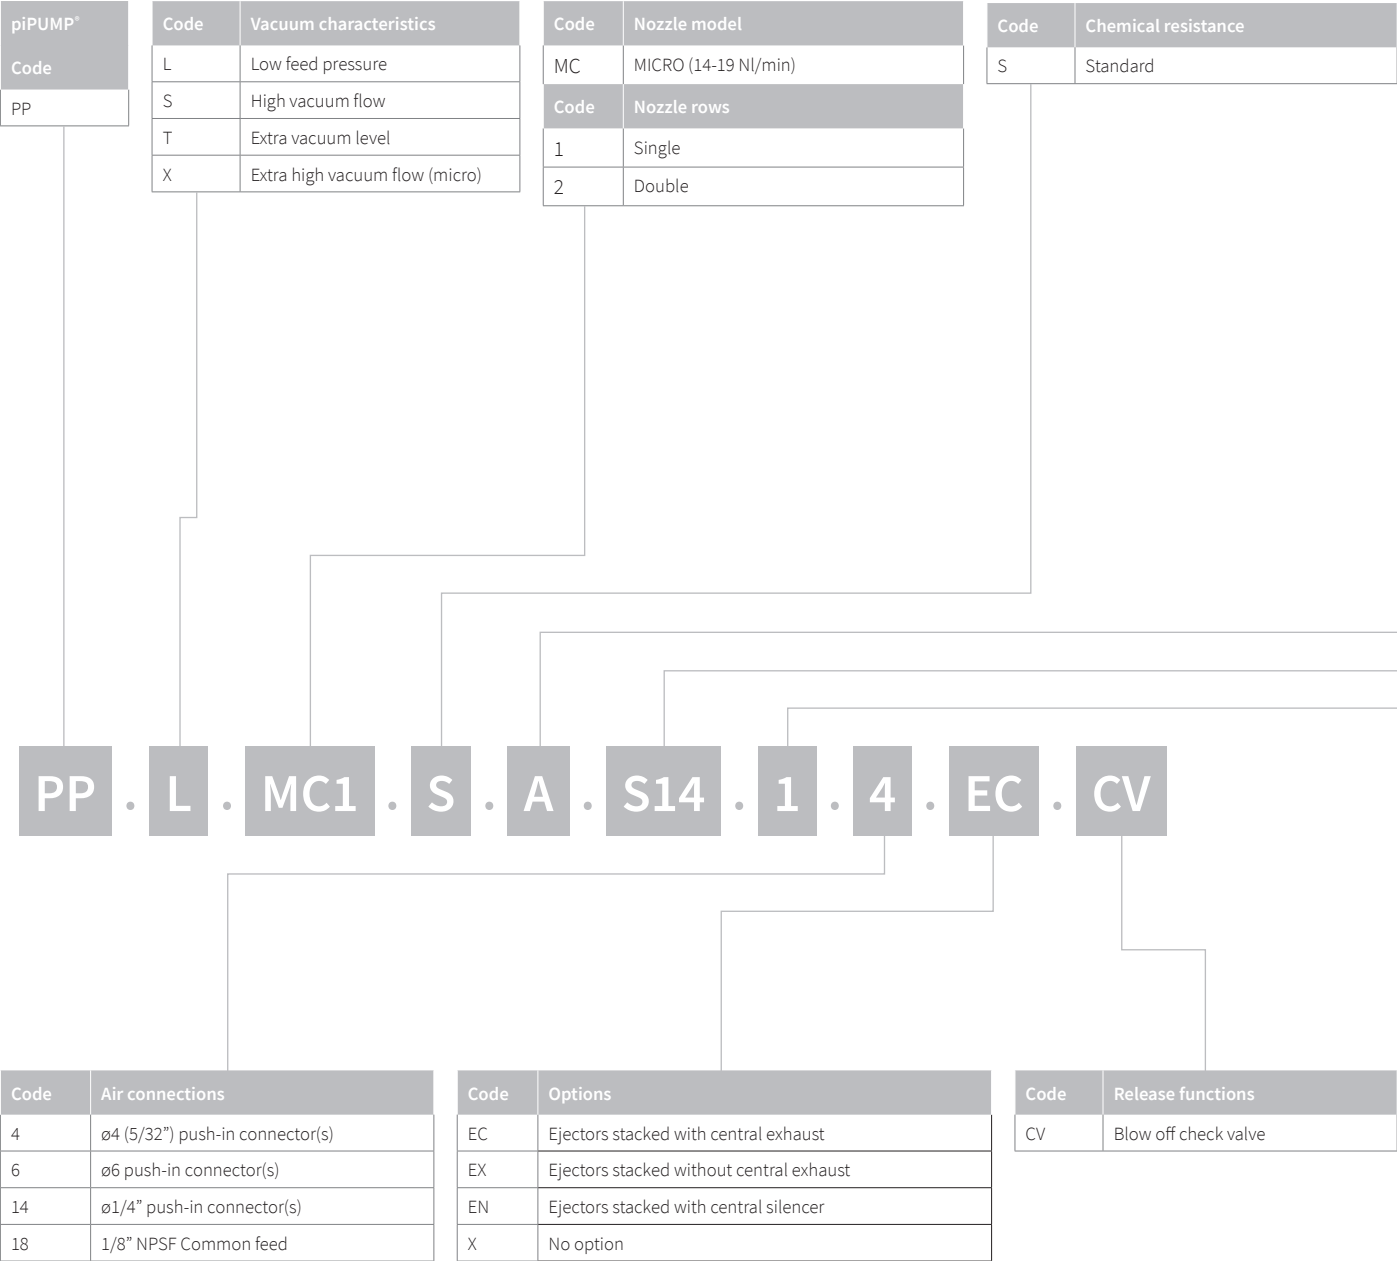 piPUMP®
Code
PP
Code Vacuum characteristics
L Low feed pressure
S High vacuum flow
T Extra vacuum level
X Extra high vacuum flow (micro)
Code Nozzle model
MC MICRO (14-19 Nl/min)
Code Nozzle rows
1 Single
2 Double
Code Chemical resistance
S Standard
PP . L . MC1 . S . A . S14 . 1 . 4 . EC . CV
Code Air connections
4 ø4 (5/32”) push-in connector(s)
6 ø6 push-in connector(s)
14 ø1/4” push-in connector(s)
18 1/8” NPSF Common feed
Code Options
EC Ejectors stacked with central exhaust
EX Ejectors stacked without central exhaust
EN Ejectors stacked with central silencer
X No option
Code Release functions
CV Blow off check valve